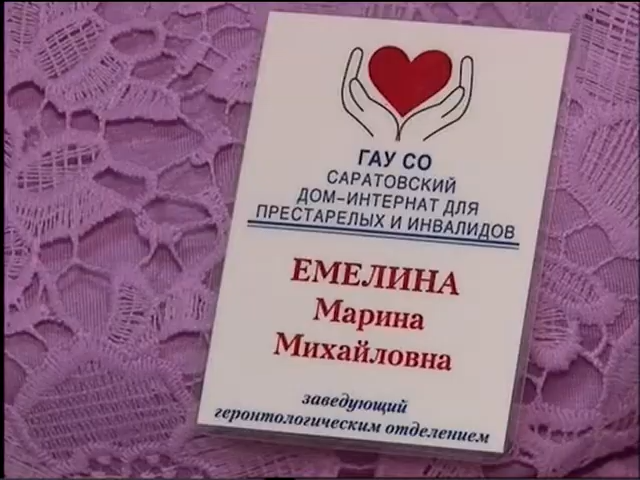 ГАУ СО
САРАТОВСКИЙ
ДОМ-ИНТЕРНАТ ДЛЯ
ПРЕСТАРЕЛЫХ И ИНВАЛИДОВ
ЕМЕЛИНА
Марина
Михайловна
заведующий
геронтологическим отделением